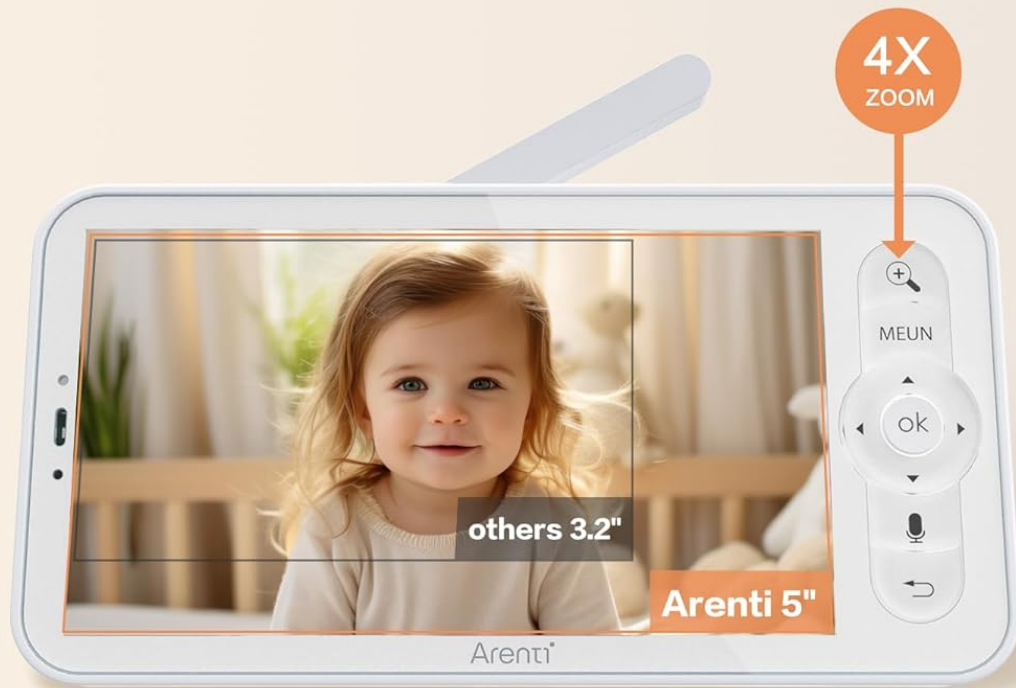 4X
ZOOM
MEUN
ok
others 3.2"
Arenti 5"
Arenti